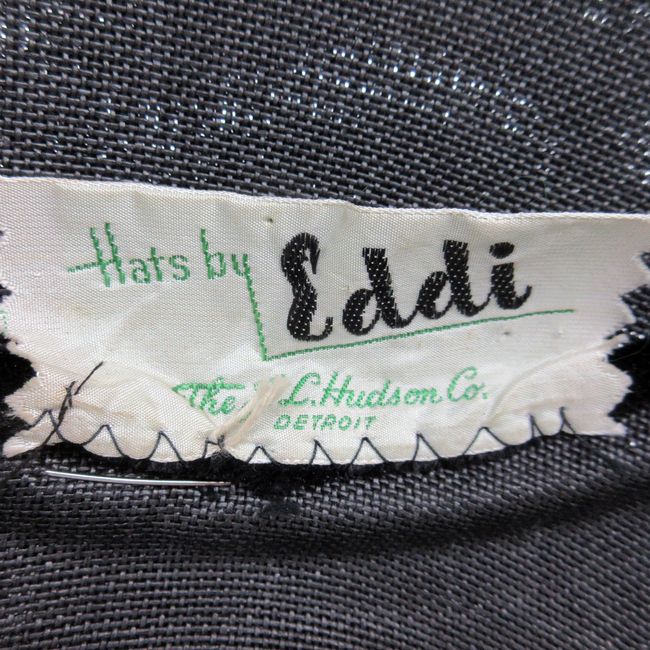 Hats by Eddi
The L. Hudson Co.
DETROIT